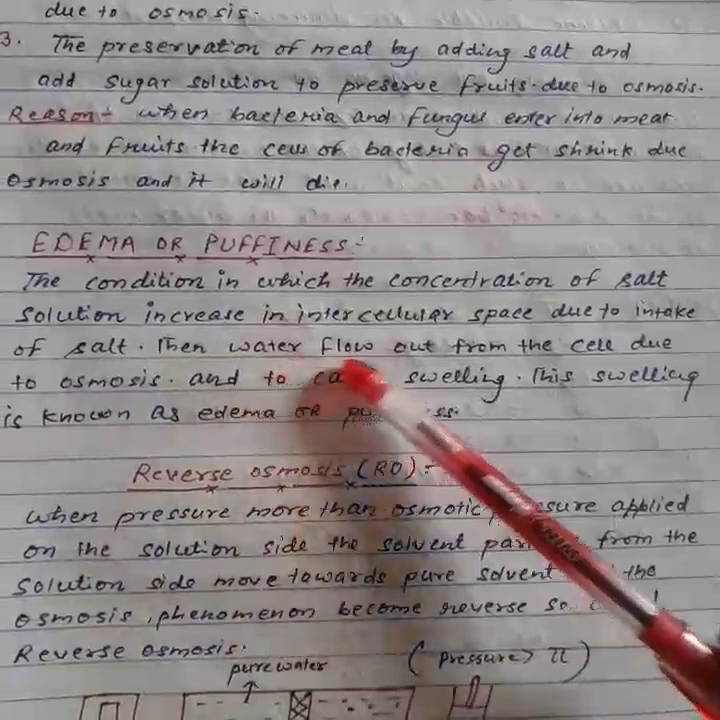 due to osmosis.
3. The preservation of meat by adding salt and
add sugar solution to preserve fruits due to osmosis.
Reason:- when bacteria and fungus enter into meat
and fruits the cell of bacteria get shrink due
osmosis and it will die.
EDEMA OR PUFFINESS:-
The condition in which the concentration of salt
solution increase in intercellular space due to intake
of salt. Then water flow out from the cell due
to osmosis. and to swelling. This swelling
is known as edema OR
Reverse osmosis (RO):-
when pressure more than osmotic applied
on the solution side the solvent from the
solution side move towards pure solvent the
osmosis, phenomenon become reverse so
Reverse osmosis.
pure water (Pressure > π)